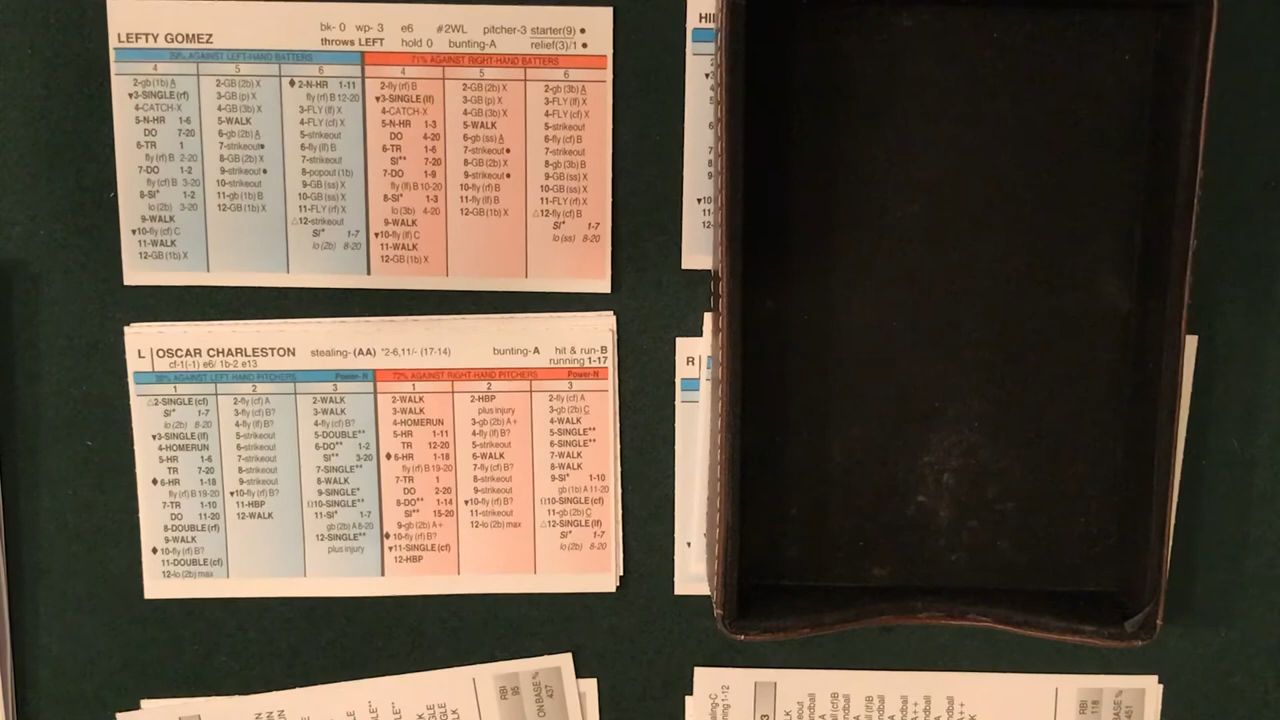 LEFTY GOMEZ
bk- 0 wp- 3 e6 #2WL pitcher-3 starter(9) ●
throws LEFT hold 0 bunting-A relief(3)/1 ●
29% AGAINST LEFT-HAND BATTERS
71% AGAINST RIGHT-HAND BATTERS
4 5 6 4 5 6
2-gb (1b) A
▼3-SINGLE (rf)
4-CATCH-X
5-N-HR 1-6
DO 7-20
6-TR 1
fly (rf) B 2-20
7-DO 1-2
fly (cf) B 3-20
8-SI* 1-2
lo (2b) 3-20
9-WALK
▼10-fly (cf) C
11-WALK
12-GB (1b) X
2-GB (2b) X
3-GB (p) X
4-GB (3b) X
5-WALK
6-gb (2b) A
7-strikeout●
8-GB (2b) X
9-strikeout ●
10-strikeout
11-gb (1b) B
12-GB (1b) X
♦ 2-N-HR 1-11
fly (rf) B 12-20
3-FLY (lf) X
4-FLY (cf) X
5-strikeout
6-fly (lf) B
7-strikeout
8-popout (1b)
9-GB (ss) X
10-GB (ss) X
11-FLY (rf) X
△12-strikeout
SI* 1-7
lo (2b) 8-20
2-fly (rf) B
▼3-SINGLE (lf)
4-CATCH-X
5-N-HR 1-3
DO 4-20
6-TR 1-6
SI** 7-20
7-DO 1-9
fly (lf) B 10-20
8-SI* 1-3
lo (3b) 4-20
9-WALK
▼10-fly (lf) C
11-WALK
12-GB (1b) X
2-GB (2b) X
3-GB (p) X
4-GB (3b) X
5-WALK
6-gb (ss) A
7-strikeout ●
8-GB (2b) X
9-strikeout ●
10-fly (rf) B
11-fly (lf) B
12-GB (1b) X
2-gb (3b) A
3-FLY (lf) X
4-FLY (cf) X
5-strikeout
6-fly (cf) B
7-strikeout
8-gb (3b) B
9-GB (ss) X
10-GB (ss) X
11-FLY (rf) X
△12-fly (cf) B
SI* 1-7
lo (ss) 8-20
L OSCAR CHARLESTON stealing- (AA) *2-6,11/- (17-14) bunting-A hit & run-B
cf-1(-1) e6/ 1b-2 e13 running 1-17
28% AGAINST LEFT-HAND PITCHERS Power-N
72% AGAINST RIGHT-HAND PITCHERS Power-N
1 2 3 1 2 3
△2-SINGLE (cf)
SI* 1-7
lo (2b) 8-20
▼3-SINGLE (lf)
4-HOMERUN
5-HR 1-6
TR 7-20
♦ 6-HR 1-18
fly (rf) B 19-20
7-TR 1-10
DO 11-20
8-DOUBLE (rf)
9-WALK
♦ 10-fly (rf) B?
11-DOUBLE (cf)
12-lo (2b) max
2-fly (cf) A
3-fly (cf) B?
4-fly (lf) B?
5-strikeout
6-strikeout
7-strikeout
8-strikeout
9-strikeout
▼10-fly (rf) B?
11-HBP
12-WALK
2-WALK
3-WALK
4-fly (cf) B?
5-DOUBLE**
6-DO** 1-2
SI** 3-20
7-SINGLE**
8-WALK
9-SINGLE*
Ω10-SINGLE**
11-SI* 1-7
gb (2b) A 8-20
12-SINGLE**
plus injury
2-WALK
3-WALK
4-HOMERUN
5-HR 1-11
TR 12-20
♦ 6-HR 1-18
fly (rf) B 19-20
7-TR 1
DO 2-20
8-DO** 1-14
SI** 15-20
9-gb (2b) A+
♦ 10-fly (rf) B?
▼11-SINGLE (cf)
12-HBP
2-HBP
plus injury
3-gb (2b) A+
4-fly (lf) B?
5-strikeout
6-WALK
7-fly (cf) B?
8-strikeout
9-strikeout
▼10-fly (rf) B?
11-strikeout
12-lo (2b) max
2-fly (cf) A
3-gb (2b) C
4-WALK
5-SINGLE**
6-SINGLE**
7-WALK
8-WALK
9-SI* 1-10
gb (1b) A 11-20
Ω10-SINGLE (cf)
11-gb (2b) C
△12-SINGLE (lf)
SI* 1-7
lo (2b) 8-20
R
RBI
95
ON BASE %
437
RBI
118
ON BASE %
451